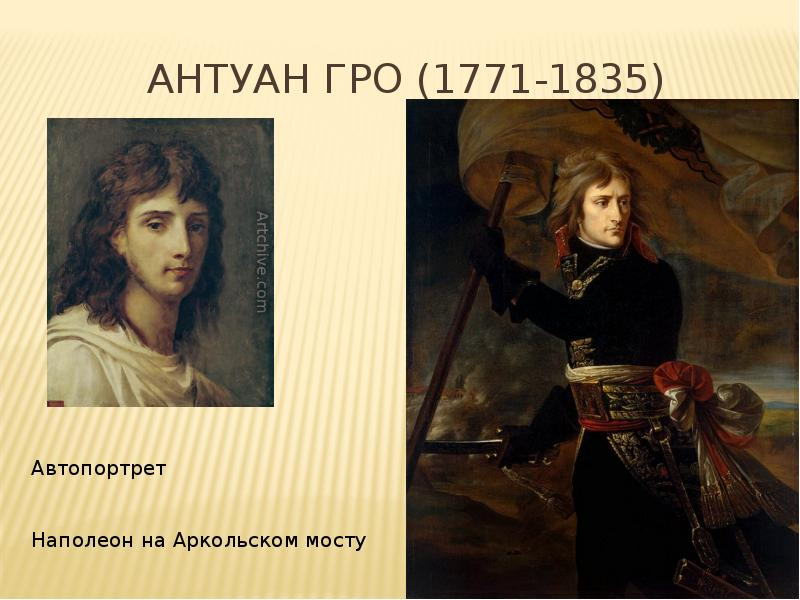 АНТУАН ГРО (1771-1835)
Artchive.com
Автопортрет
Наполеон на Аркольском мосту